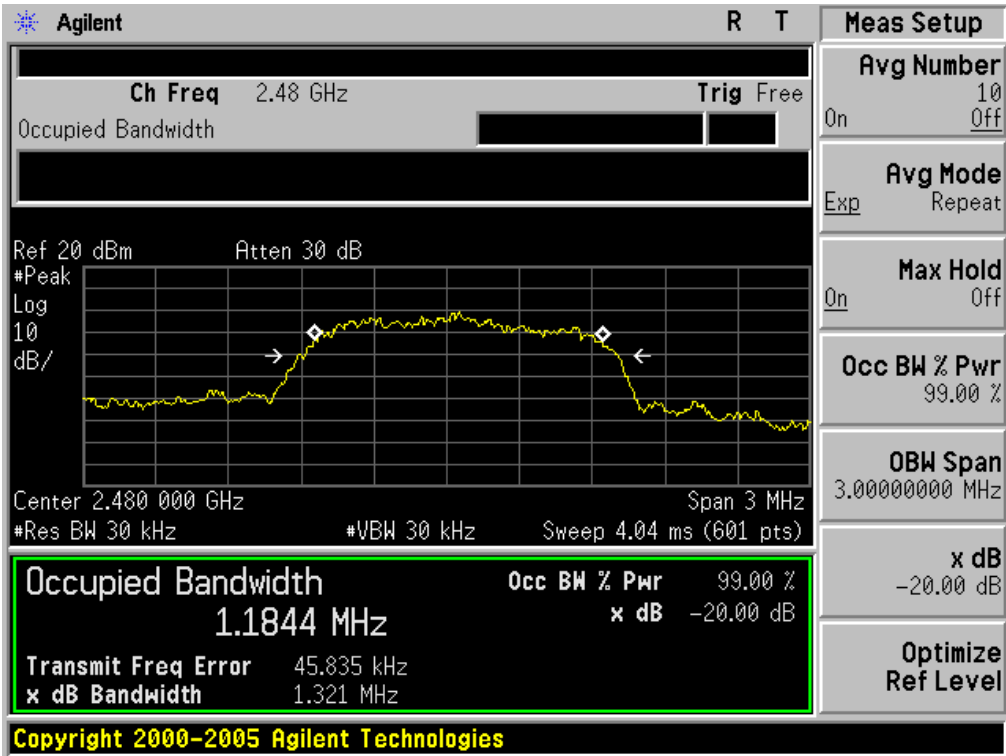 Agilent R T
Ch Freq 2.48 GHz Trig Free
Occupied Bandwidth
Ref 20 dBm Atten 30 dB
#Peak
Log
10
dB/
Center 2.480 000 GHz Span 3 MHz
#Res BW 30 kHz #VBW 30 kHz Sweep 4.04 ms (601 pts)
Occupied Bandwidth Occ BW % Pwr 99.00 %
1.1844 MHz x dB -20.00 dB
Transmit Freq Error 45.835 kHz
x dB Bandwidth 1.321 MHz
Copyright 2000-2005 Agilent Technologies
Meas Setup
Avg Number
10
On Off
Avg Mode
Exp Repeat
Max Hold
On Off
Occ BW % Pwr
99.00 %
OBW Span
3.00000000 MHz
x dB
-20.00 dB
Optimize
Ref Level